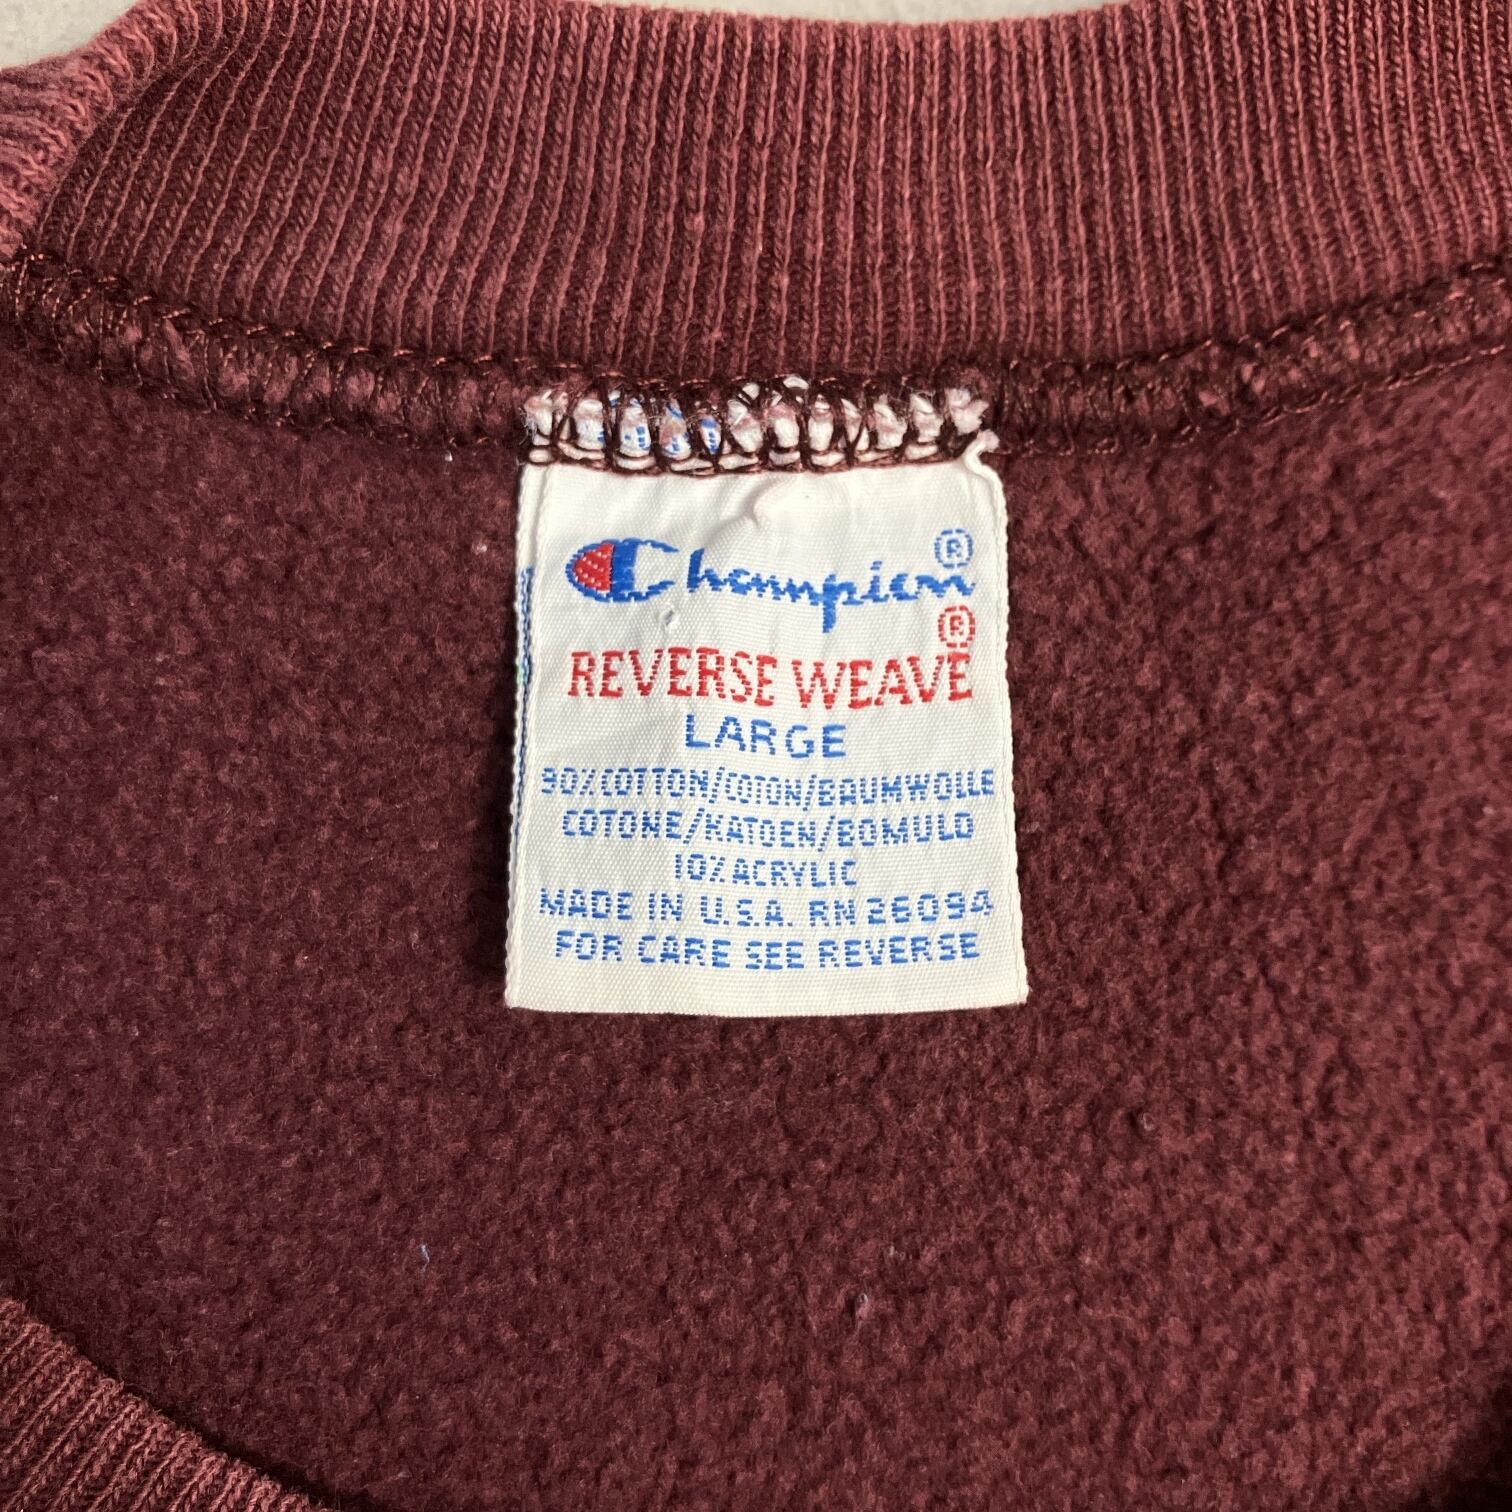 Champion®
REVERSE WEAVE®
LARGE
90% COTTON/COTON/BAUMWOLLE
COTONE/KATOEN/BOMULD
10% ACRYLIC
MADE IN U.S.A. RN 26094
FOR CARE SEE REVERSE